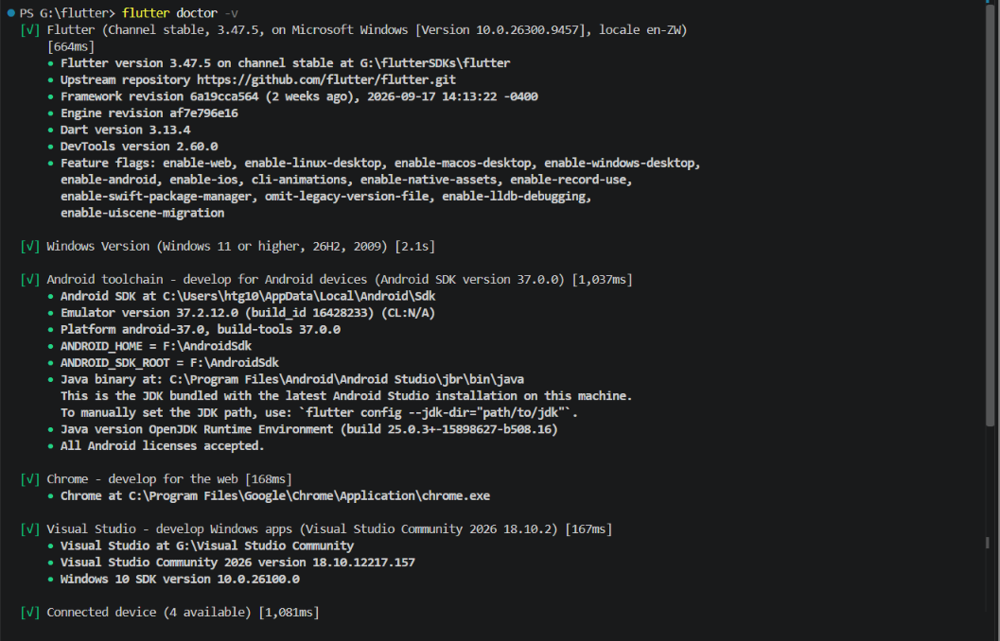 PS G:\flutter> flutter doctor -v
[√] Flutter (Channel stable, 3.47.5, on Microsoft Windows [Version 10.0.26300.9457], locale en-ZW)
[664ms]
• Flutter version 3.47.5 on channel stable at G:\flutterSDKs\flutter
• Upstream repository https://github.com/flutter/flutter.git
• Framework revision 6a19cca564 (2 weeks ago), 2026-09-17 14:13:22 -0400
• Engine revision af7e796e16
• Dart version 3.13.4
• DevTools version 2.60.0
• Feature flags: enable-web, enable-linux-desktop, enable-macos-desktop, enable-windows-desktop,
enable-android, enable-ios, cli-animations, enable-native-assets, enable-record-use,
enable-swift-package-manager, omit-legacy-version-file, enable-lldb-debugging,
enable-uiscene-migration
[√] Windows Version (Windows 11 or higher, 26H2, 2009) [2.1s]
[√] Android toolchain - develop for Android devices (Android SDK version 37.0.0) [1,037ms]
• Android SDK at C:\Users\htg10\AppData\Local\Android\Sdk
• Emulator version 37.2.12.0 (build_id 16428233) (CL:N/A)
• Platform android-37.0, build-tools 37.0.0
• ANDROID_HOME = F:\AndroidSdk
• ANDROID_SDK_ROOT = F:\AndroidSdk
• Java binary at: C:\Program Files\Android\Android Studio\jbr\bin\java
This is the JDK bundled with the latest Android Studio installation on this machine.
To manually set the JDK path, use: `flutter config --jdk-dir="path/to/jdk"`.
• Java version OpenJDK Runtime Environment (build 25.0.3+-15898627-b508.16)
• All Android licenses accepted.
[√] Chrome - develop for the web [168ms]
• Chrome at C:\Program Files\Google\Chrome\Application\chrome.exe
[√] Visual Studio - develop Windows apps (Visual Studio Community 2026 18.10.2) [167ms]
• Visual Studio at G:\Visual Studio Community
• Visual Studio Community 2026 version 18.10.12217.157
• Windows 10 SDK version 10.0.26100.0
[√] Connected device (4 available) [1,081ms]